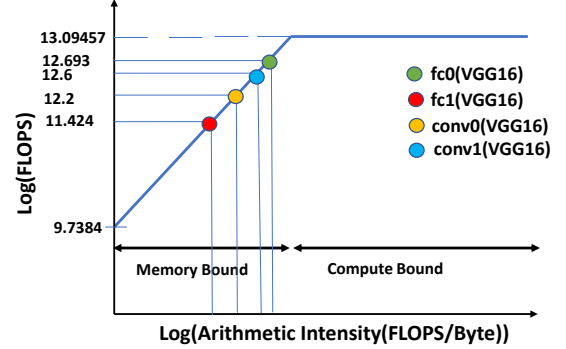 13.09457
12.693
12.6
12.2
11.424
9.7384
Log(FLOPS)
fc0(VGG16)
fc1(VGG16)
conv0(VGG16)
conv1(VGG16)
Memory Bound
Compute Bound
Log(Arithmetic Intensity(FLOPS/Byte))